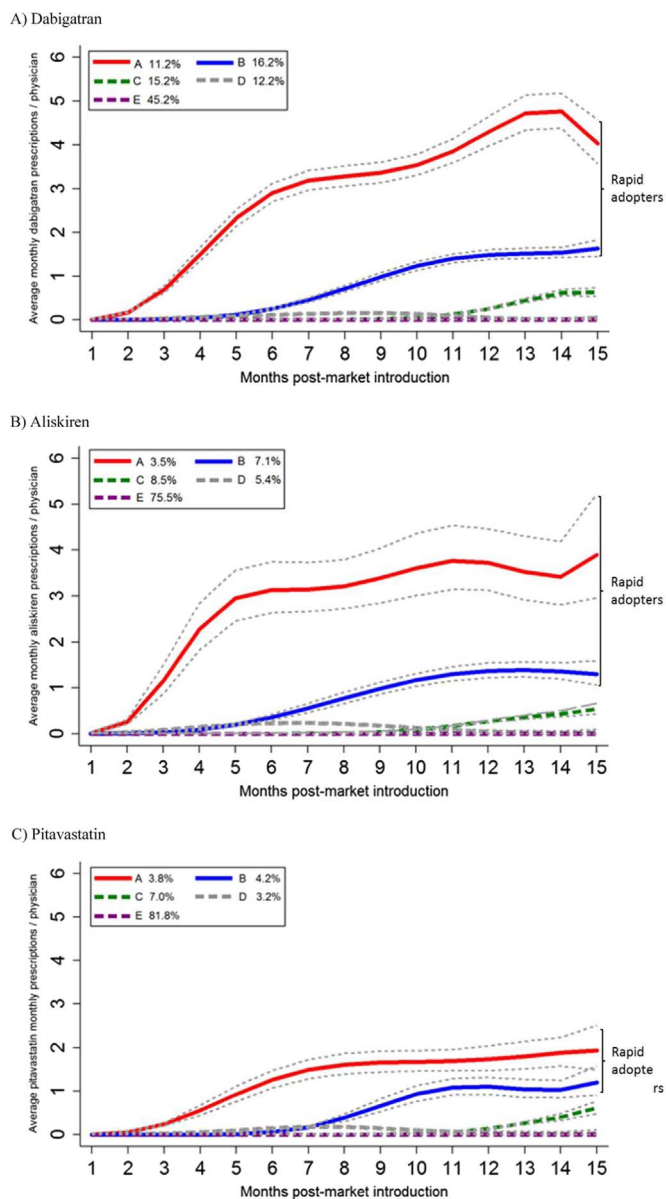 A) Dabigatran
Average monthly dabigatran prescriptions / physician
6
5
4
3
2
1
0
A 11.2% B 16.2%
C 15.2% D 12.2%
E 45.2%
Rapid
adopters
1 2 3 4 5 6 7 8 9 10 11 12 13 14 15
Months post-market introduction
B) Aliskiren
Average monthly aliskiren prescriptions / physician
6
5
4
3
2
1
0
A 3.5% B 7.1%
C 8.5% D 5.4%
E 75.5%
Rapid
adopters
1 2 3 4 5 6 7 8 9 10 11 12 13 14 15
Months post-market introduction
C) Pitavastatin
Average pitavastatin monthly prescriptions / physician
6
5
4
3
2
1
0
A 3.8% B 4.2%
C 7.0% D 3.2%
E 81.8%
Rapid
adopte
rs
1 2 3 4 5 6 7 8 9 10 11 12 13 14 15
Months post-market introduction